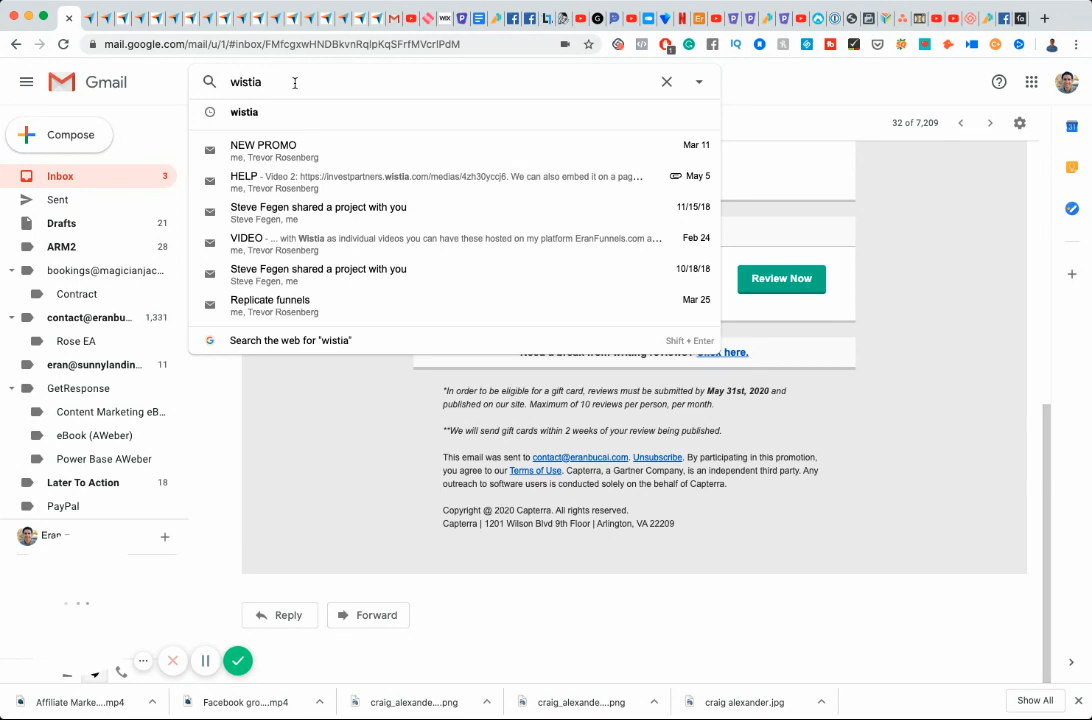 mail.google.com/mail/u/1/#inbox/FMfcgxwHNDBkvnRqlpKqSFrfMVcrlPpM
Gmail
wistia
Compose
32 of 7,209
wistia
Inbox 3
Sent
Drafts 21
ARM2 28
bookings@magicianjac...
Contract
contact@eranbu... 1,331
Rose EA
eran@sunnylandin... 11
GetResponse
Content Marketing eB...
eBook (AWeber)
Power Base AWeber
Later To Action 18
PayPal
Eran
NEW PROMO Mar 11
me, Trevor Rosenberg
HELP - Video 2: https://investpartners.wistia.com/medias/4zh30yccj6. We can also embed it on a pag... May 5
me, Trevor Rosenberg
Steve Fegen shared a project with you 11/15/18
Steve Fegen, me
VIDEO - ... with Wistia as individual videos you can have these hosted on my platform EranFunnels.com a... Feb 24
me, Trevor Rosenberg
Steve Fegen shared a project with you 10/18/18
Steve Fegen, me
Replicate funnels Mar 25
me, Trevor Rosenberg
Search the web for "wistia" Shift + Enter
Review Now
Need a break from writing reviews? Click here.
*In order to be eligible for a gift card, reviews must be submitted by May 31st, 2020 and
published on our site. Maximum of 10 reviews per person, per month.
**We will send gift cards within 2 weeks of your review being published.
This email was sent to contact@eranbucai.com. Unsubscribe. By participating in this promotion,
you agree to our Terms of Use. Capterra, a Gartner Company, is an independent third party. Any
outreach to software users is conducted solely on the behalf of Capterra.
Copyright @ 2020 Capterra. All rights reserved.
Capterra | 1201 Wilson Blvd 9th Floor | Arlington, VA 22209
Reply
Forward
Affiliate Marke....mp4
Facebook gro....mp4
craig_alexande....png
craig_alexande....png
craig alexander.jpg
Show All